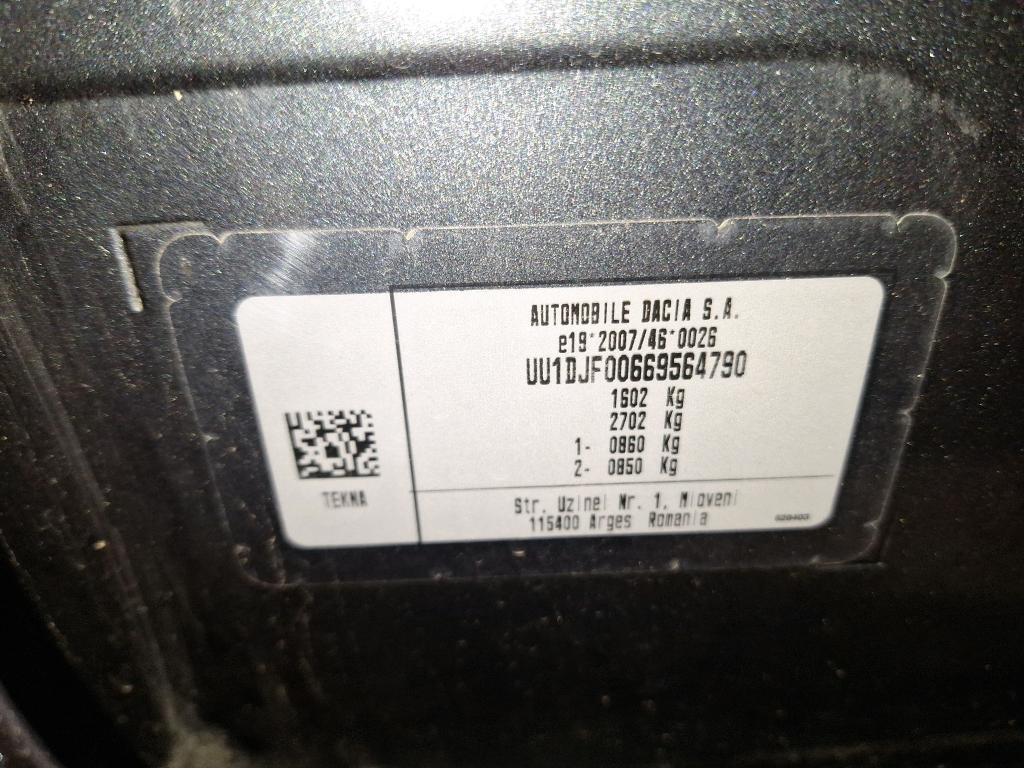 AUTOMOBILE DACIA S.A.
e19*2007/46*0026
UU1DJF00669564790
1602 Kg
2702 Kg
1- 0860 Kg
2- 0850 Kg
TEKNA
Str. Uzinei Nr. 1, Mioveni
115400 Arges Romania